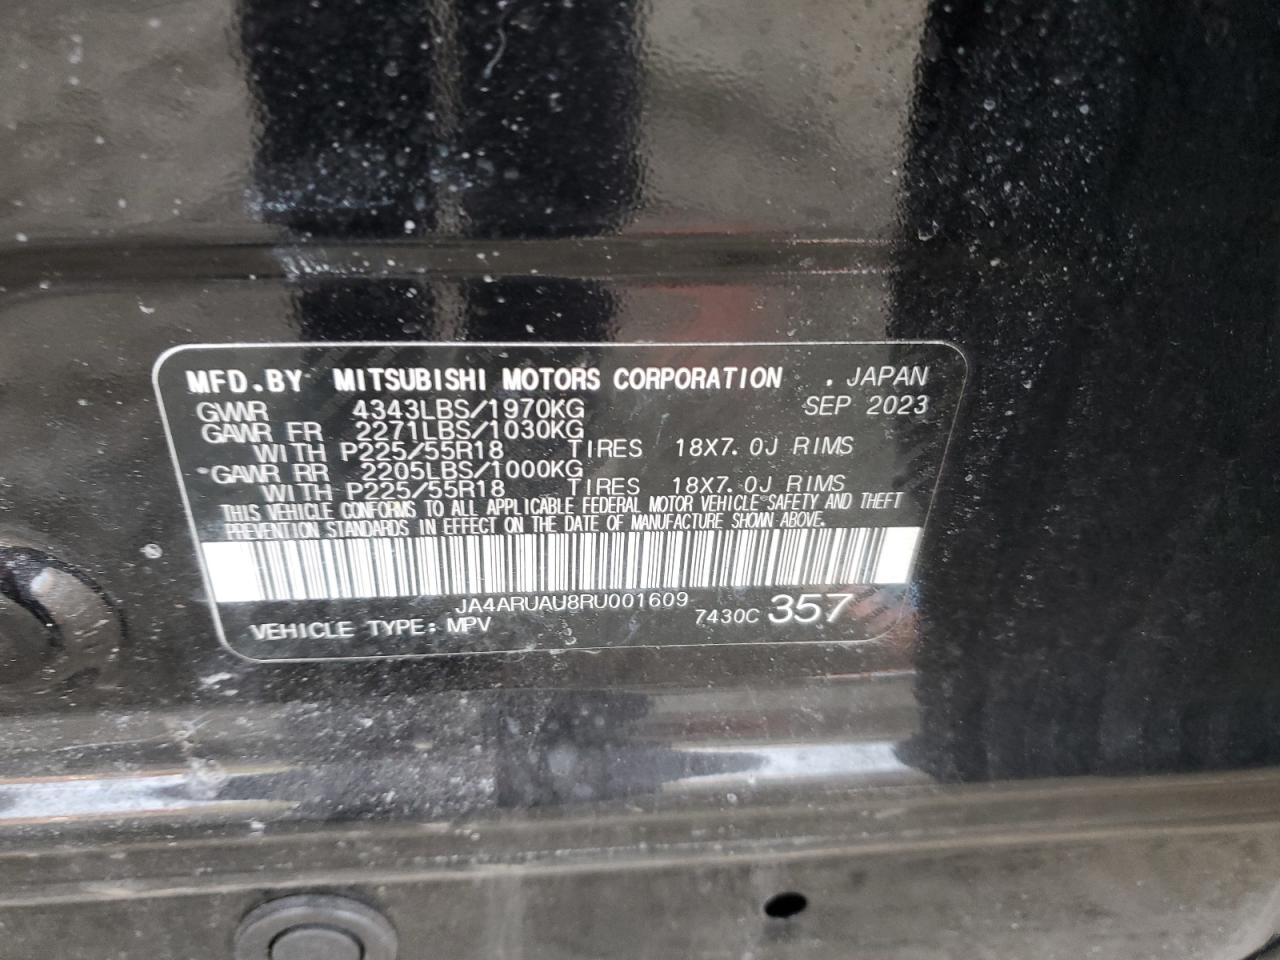 MFD. BY MITSUBISHI MOTORS CORPORATION . JAPAN
GVWR 4343LBS/1970KG SEP 2023
GAWR FR 2271LBS/1030KG
WITH P225/55R18 TIRES 18X7.0J RIMS
GAWR RR 2205LBS/1000KG
WITH P225/55R18 TIRES 18X7.0J RIMS
THIS VEHICLE CONFORMS TO ALL APPLICABLE FEDERAL MOTOR VEHICLE SAFETY AND THEFT
PREVENTION STANDARDS IN EFFECT ON THE DATE OF MANUFACTURE SHOWN ABOVE.
JA4ARUAU8RU001609
VEHICLE TYPE: MPV 7430C 357